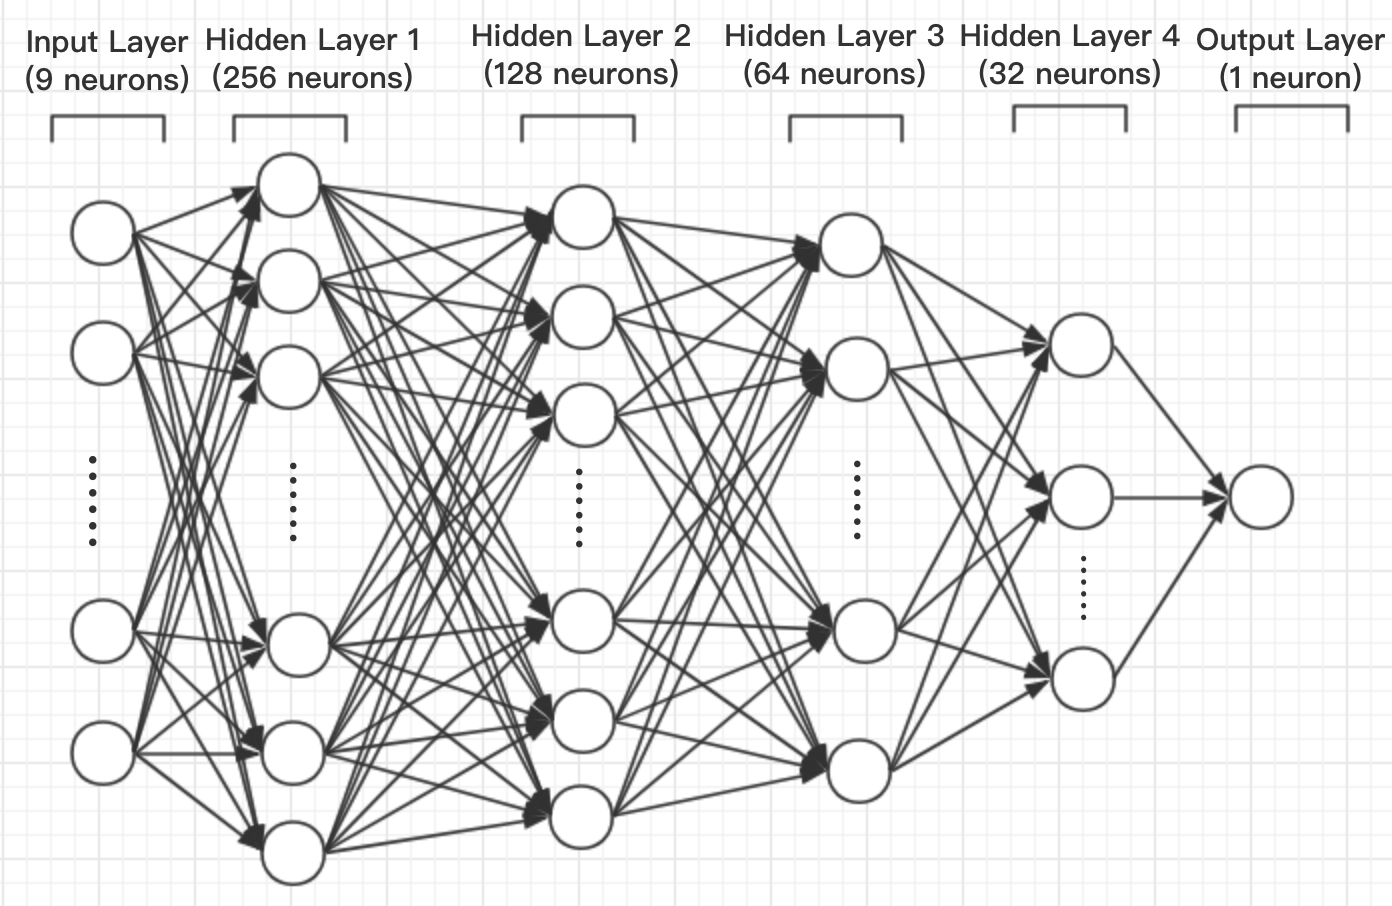 Input Layer
(9 neurons)
Hidden Layer 1
(256 neurons)
Hidden Layer 2
(128 neurons)
Hidden Layer 3
(64 neurons)
Hidden Layer 4
(32 neurons)
Output Layer
(1 neuron)